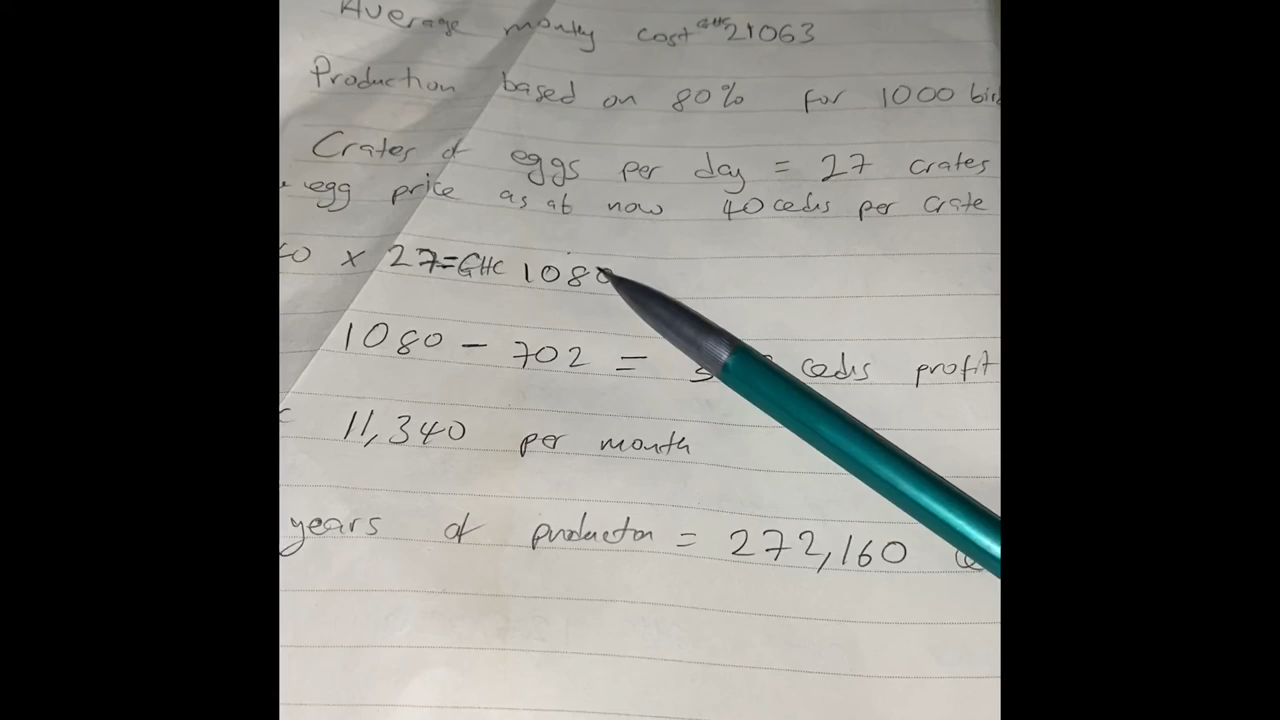 Average monthly cost GHC 21063
Production based on 80% for 1000
Crates of eggs per day = 27 crates
egg price as at now 40 cedis per crate
x 27 = GHC 1080
1080 - 702 = cedis profit
11,340 per month
years of production = 272,160